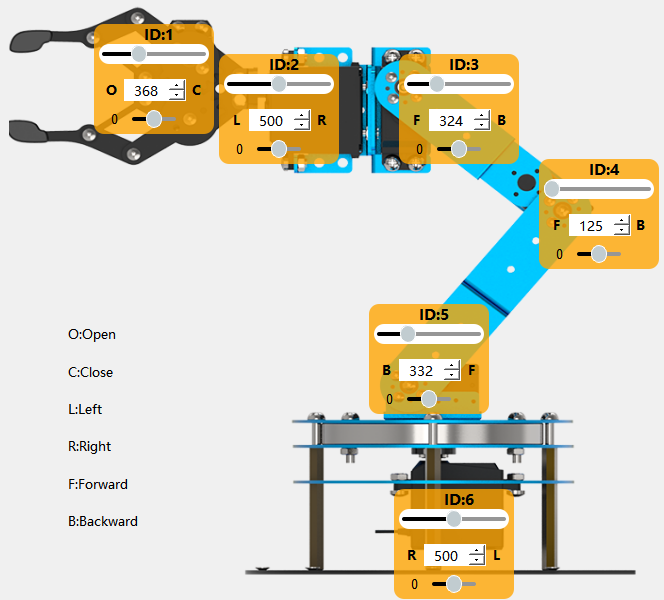 ID:1
O 368 C
0
ID:2
L 500 R
0
ID:3
F 324 B
0
ID:4
F 125 B
0
ID:5
B 332 F
0
ID:6
R 500 L
0
O:Open
C:Close
L:Left
R:Right
F:Forward
B:Backward